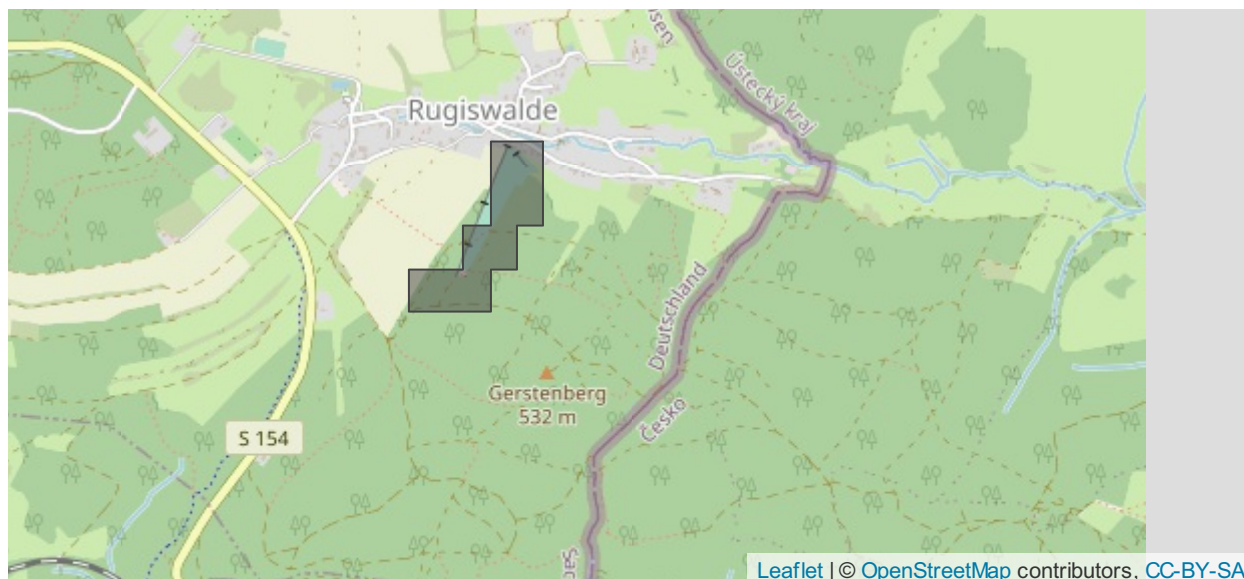 Ústecký kraj
Rugiswalde
Deutschland
Gerstenberg
532 m
Česko
S 154
Leaflet | © OpenStreetMap contributors, CC-BY-SA